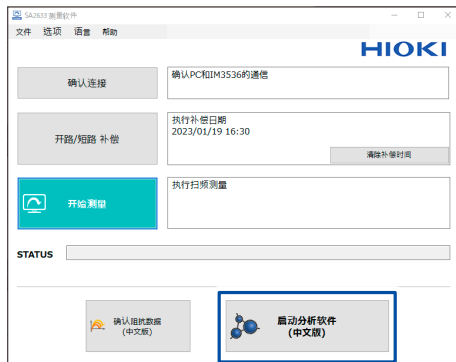 SA2633 测量软件
文件 选项 语言 帮助
HIOKI
确认连接
确认PC和IM3536的通信
开路/短路 补偿
执行补偿日期
2023/01/19 16:30
清除补偿时间
开始测量
执行扫频测量
STATUS
确认阻抗数据
(中文版)
启动分析软件
(中文版)